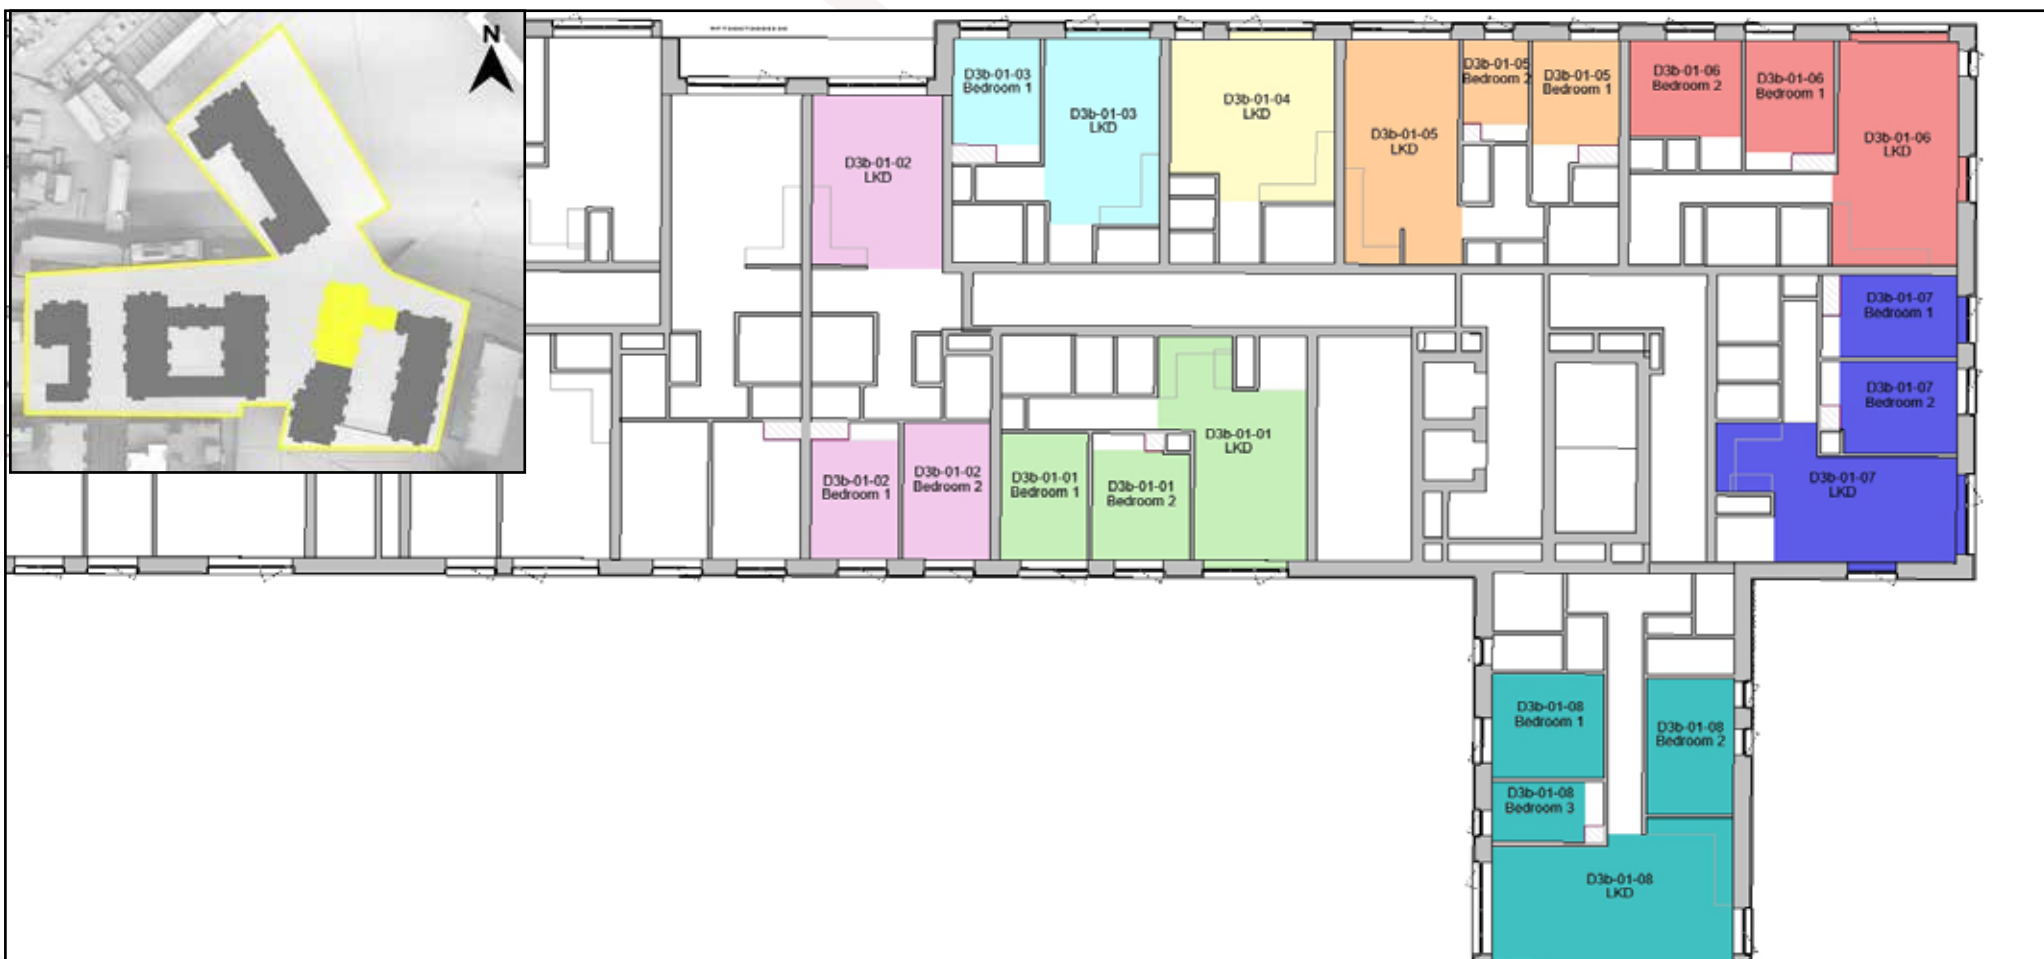 N
D3b-01-03
Bedroom 1
D3b-01-03
LKD
D3b-01-04
LKD
D3b-01-05
LKD
D3b-01-05
Bedroom 2
D3b-01-05
Bedroom 1
D3b-01-06
Bedroom 2
D3b-01-06
Bedroom 1
D3b-01-06
LKD
D3b-01-02
LKD
D3b-01-07
Bedroom 1
D3b-01-07
Bedroom 2
D3b-01-07
LKD
D3b-01-01
LKD
D3b-01-02
Bedroom 1
D3b-01-02
Bedroom 2
D3b-01-01
Bedroom 1
D3b-01-01
Bedroom 2
D3b-01-08
Bedroom 1
D3b-01-08
Bedroom 2
D3b-01-08
Bedroom 3
D3b-01-08
LKD